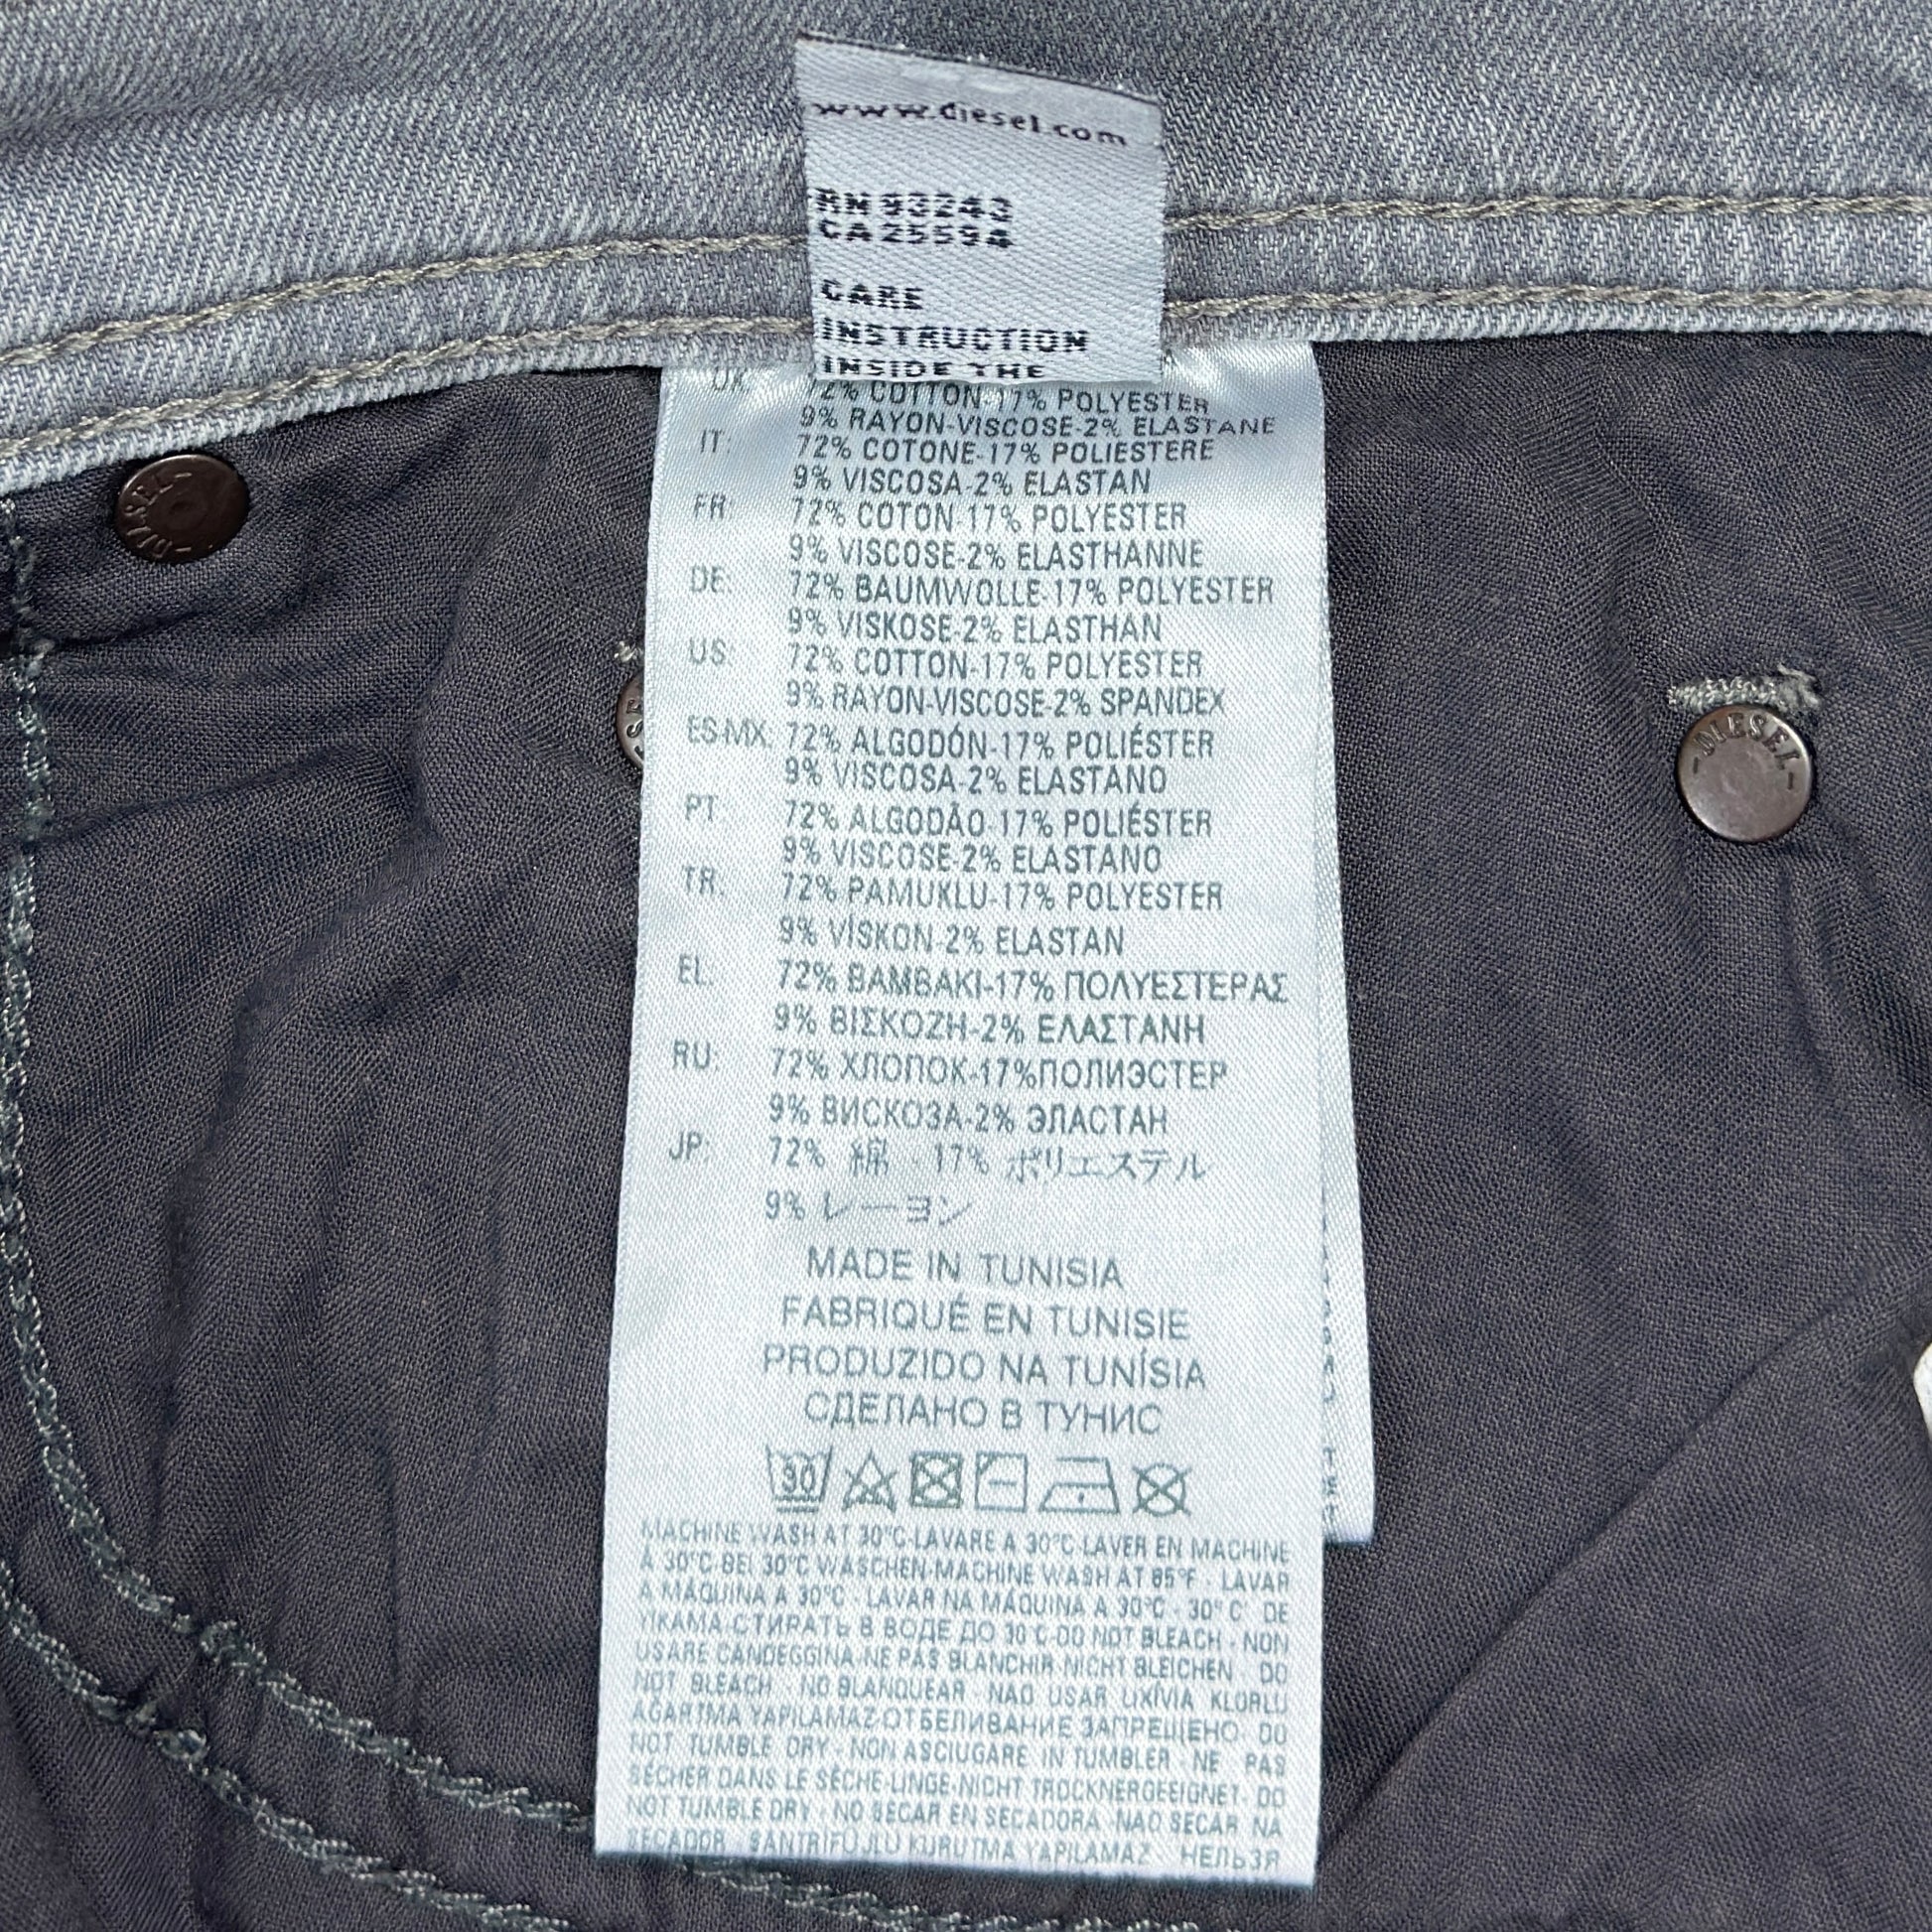 www.diesel.com
RN 93243
CA 25594
CARE
INSTRUCTION
INSIDE THE
UK: 72% COTTON-17% POLYESTER
9% RAYON-VISCOSE-2% ELASTANE
IT: 72% COTONE-17% POLIESTERE
9% VISCOSA-2% ELASTAN
FR: 72% COTON-17% POLYESTER
9% VISCOSE-2% ELASTHANNE
DE: 72% BAUMWOLLE-17% POLYESTER
9% VISKOSE-2% ELASTHAN
US: 72% COTTON-17% POLYESTER
9% RAYON-VISCOSE-2% SPANDEX
ES-MX: 72% ALGODÓN-17% POLIÉSTER
9% VISCOSA-2% ELASTANO
PT: 72% ALGODÃO-17% POLIÉSTER
9% VISCOSE-2% ELASTANO
TR: 72% PAMUKLU-17% POLYESTER
9% VİSKON-2% ELASTAN
EL: 72% ΒΑΜΒΑΚΙ-17% ΠΟΛΥΕΣΤΕΡΑΣ
9% ΒΙΣΚΟΖΗ-2% ΕΛΑΣΤΑΝΗ
RU: 72% ХЛОПОК-17%ПОЛИЭСТЕР
9% ВИСКОЗА-2% ЭЛАСТАН
JP: 72% 綿 - 17% ポリエステル
9% レーヨン
MADE IN TUNISIA
FABRIQUÉ EN TUNISIE
PRODUZIDO NA TUNÍSIA
СДЕЛАНО В ТУНИС
30
MACHINE WASH AT 30°C-LAVARE A 30°C-LAVER EN MACHINE
À 30°C-BEI 30°C WASCHEN-MACHINE WASH AT 85°F - LAVAR
A MÁQUINA A 30°C - LAVAR NA MÁQUINA A 30°C - 30° C' DE
YIKAMA-СТИРАТЬ В ВОДЕ ДО 30°C-DO NOT BLEACH - NON
USARE CANDEGGINA-NE PAS BLANCHIR-NICHT BLEICHEN - DO
NOT BLEACH - NO BLANQUEAR - NAO USAR LIXÍVIA KLORLU
AĞARTMA YAPILAMAZ-ОТБЕЛИВАНИЕ ЗАПРЕЩЕНО- DO
NOT TUMBLE DRY - NON ASCIUGARE IN TUMBLER - NE PAS
SÉCHER DANS LE SÈCHE-LINGE-NICHT TROCKNERGEEIGNET- DO
NOT TUMBLE DRY - NO SECAR EN SECADORA -NAO SECAR NA
SECADOR - SANTRİFÜJLÜ KURUTMA YAPILAMAZ - НЕЛЬЗЯ
DIESEL
DIESEL